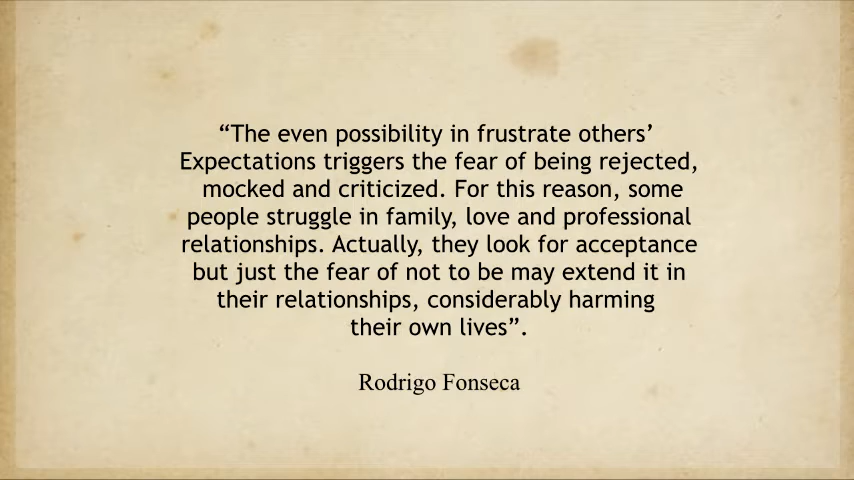 “The even possibility in frustrate others’
Expectations triggers the fear of being rejected,
mocked and criticized. For this reason, some
people struggle in family, love and professional
relationships. Actually, they look for acceptance
but just the fear of not to be may extend it in
their relationships, considerably harming
their own lives”.
Rodrigo Fonseca